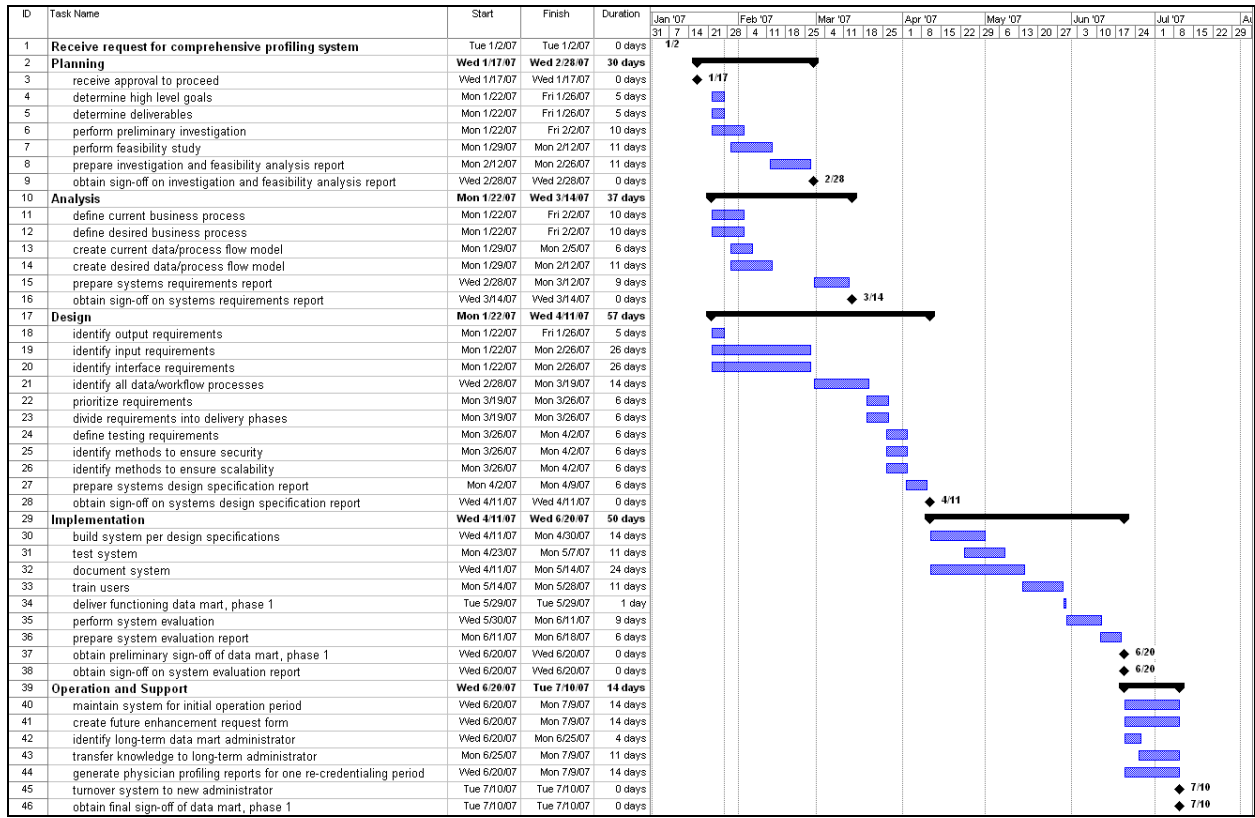 ID Task Name Start Finish Duration Jan '07 Feb '07 Mar '07 Apr '07 May '07 Jun '07 Jul '07 Au
31 7 14 21 28 4 11 18 25 4 11 18 25 1 8 15 22 29 6 13 20 27 3 10 17 24 1 8 15 22 29
1 Receive request for comprehensive profiling system Tue 1/2/07 Tue 1/2/07 0 days 1/2
2 Planning Wed 1/17/07 Wed 2/28/07 30 days
3 receive approval to proceed Wed 1/17/07 Wed 1/17/07 0 days 1/17
4 determine high level goals Mon 1/22/07 Fri 1/26/07 5 days
5 determine deliverables Mon 1/22/07 Fri 1/26/07 5 days
6 perform preliminary investigation Mon 1/22/07 Fri 2/2/07 10 days
7 perform feasibility study Mon 1/29/07 Mon 2/12/07 11 days
8 prepare investigation and feasibility analysis report Mon 2/12/07 Mon 2/26/07 11 days
9 obtain sign-off on investigation and feasibility analysis report Wed 2/28/07 Wed 2/28/07 0 days 2/28
10 Analysis Mon 1/22/07 Wed 3/14/07 37 days
11 define current business process Mon 1/22/07 Fri 2/2/07 10 days
12 define desired business process Mon 1/22/07 Fri 2/2/07 10 days
13 create current data/process flow model Mon 1/29/07 Mon 2/5/07 6 days
14 create desired data/process flow model Mon 1/29/07 Mon 2/12/07 11 days
15 prepare systems requirements report Wed 2/28/07 Mon 3/12/07 9 days
16 obtain sign-off on systems requirements report Wed 3/14/07 Wed 3/14/07 0 days 3/14
17 Design Mon 1/22/07 Wed 4/11/07 57 days
18 identify output requirements Mon 1/22/07 Fri 1/26/07 5 days
19 identify input requirements Mon 1/22/07 Mon 2/26/07 26 days
20 identify interface requirements Mon 1/22/07 Mon 2/26/07 26 days
21 identify all data/workflow processes Wed 2/28/07 Mon 3/19/07 14 days
22 prioritize requirements Mon 3/19/07 Mon 3/26/07 6 days
23 divide requirements into delivery phases Mon 3/19/07 Mon 3/26/07 6 days
24 define testing requirements Mon 3/26/07 Mon 4/2/07 6 days
25 identify methods to ensure security Mon 3/26/07 Mon 4/2/07 6 days
26 identify methods to ensure scalability Mon 3/26/07 Mon 4/2/07 6 days
27 prepare systems design specification report Mon 4/2/07 Mon 4/9/07 6 days
28 obtain sign-off on systems design specification report Wed 4/11/07 Wed 4/11/07 0 days 4/11
29 Implementation Wed 4/11/07 Wed 6/20/07 50 days
30 build system per design specifications Wed 4/11/07 Mon 4/30/07 14 days
31 test system Mon 4/23/07 Mon 5/7/07 11 days
32 document system Wed 4/11/07 Mon 5/14/07 24 days
33 train users Mon 5/14/07 Mon 5/28/07 11 days
34 deliver functioning data mart, phase 1 Tue 5/29/07 Tue 5/29/07 1 day
35 perform system evaluation Wed 5/30/07 Mon 6/11/07 9 days
36 prepare system evaluation report Mon 6/11/07 Mon 6/18/07 6 days
37 obtain preliminary sign-off of data mart, phase 1 Wed 6/20/07 Wed 6/20/07 0 days 6/20
38 obtain sign-off on system evaluation report Wed 6/20/07 Wed 6/20/07 0 days 6/20
39 Operation and Support Wed 6/20/07 Tue 7/10/07 14 days
40 maintain system for initial operation period Wed 6/20/07 Mon 7/9/07 14 days
41 create future enhancement request form Wed 6/20/07 Mon 7/9/07 14 days
42 identify long-term data mart administrator Wed 6/20/07 Mon 6/25/07 4 days
43 transfer knowledge to long-term administrator Mon 6/25/07 Mon 7/9/07 11 days
44 generate physician profiling reports for one re-credentialing period Wed 6/20/07 Mon 7/9/07 14 days
45 turnover system to new administrator Tue 7/10/07 Tue 7/10/07 0 days 7/10
46 obtain final sign-off of data mart, phase 1 Tue 7/10/07 Tue 7/10/07 0 days 7/10